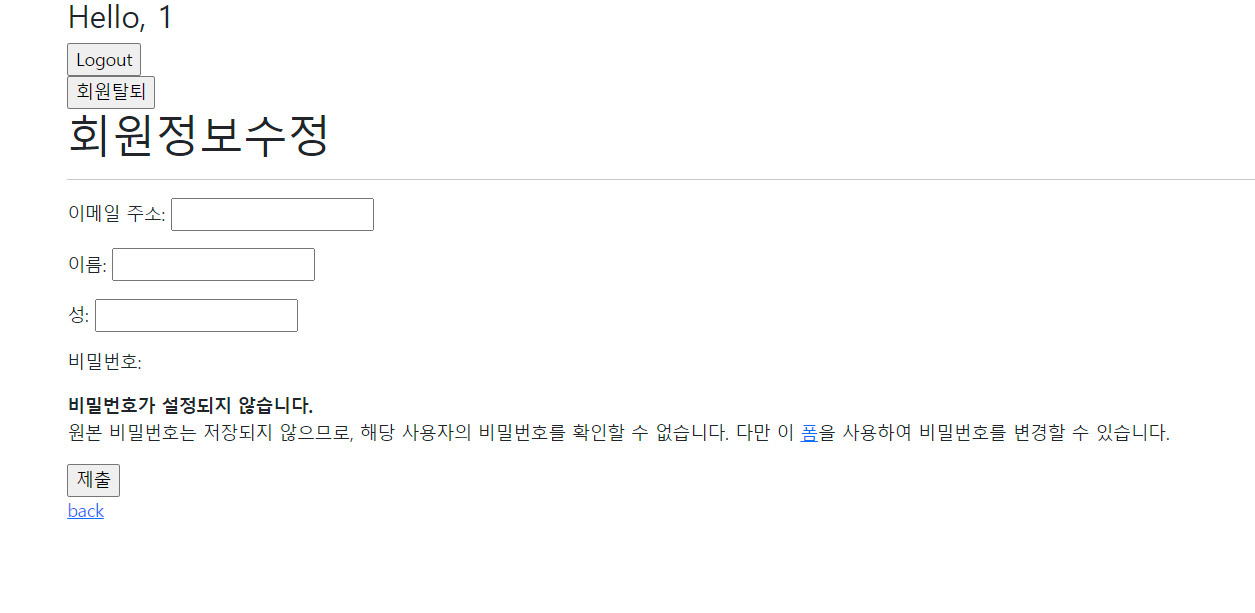 Hello, 1
Logout
회원탈퇴
회원정보수정
이메일 주소:
이름:
성:
비밀번호:
비밀번호가 설정되지 않습니다.
원본 비밀번호는 저장되지 않으므로, 해당 사용자의 비밀번호를 확인할 수 없습니다. 다만 이 폼을 사용하여 비밀번호를 변경할 수 있습니다.
제출
back